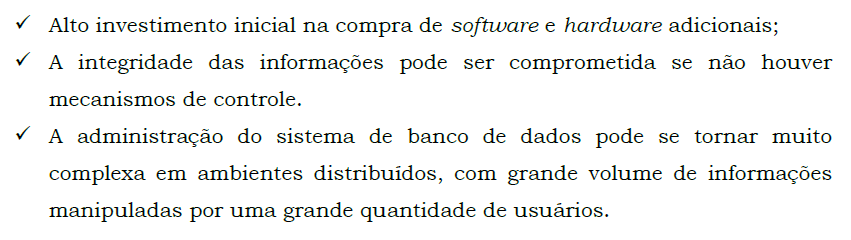 ✓ Alto investimento inicial na compra de software e hardware adicionais;
✓ A integridade das informações pode ser comprometida se não houver
mecanismos de controle.
✓ A administração do sistema de banco de dados pode se tornar muito
complexa em ambientes distribuídos, com grande volume de informações
manipuladas por uma grande quantidade de usuários.